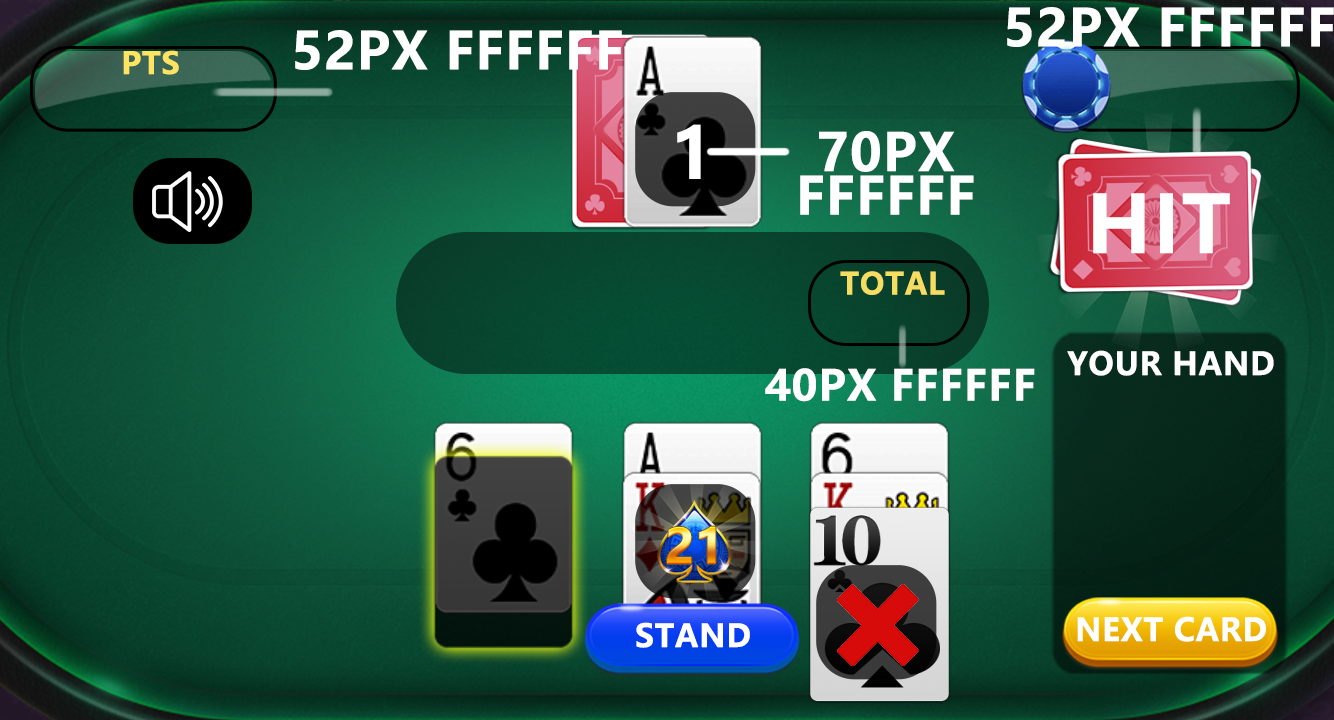 PTS
52PX FFFFFF
52PX FFFFFF
A
1
70PX
FFFFFF
HIT
TOTAL
40PX FFFFFF
YOUR HAND
6
A
K
21
6
K
10
STAND
NEXT CARD